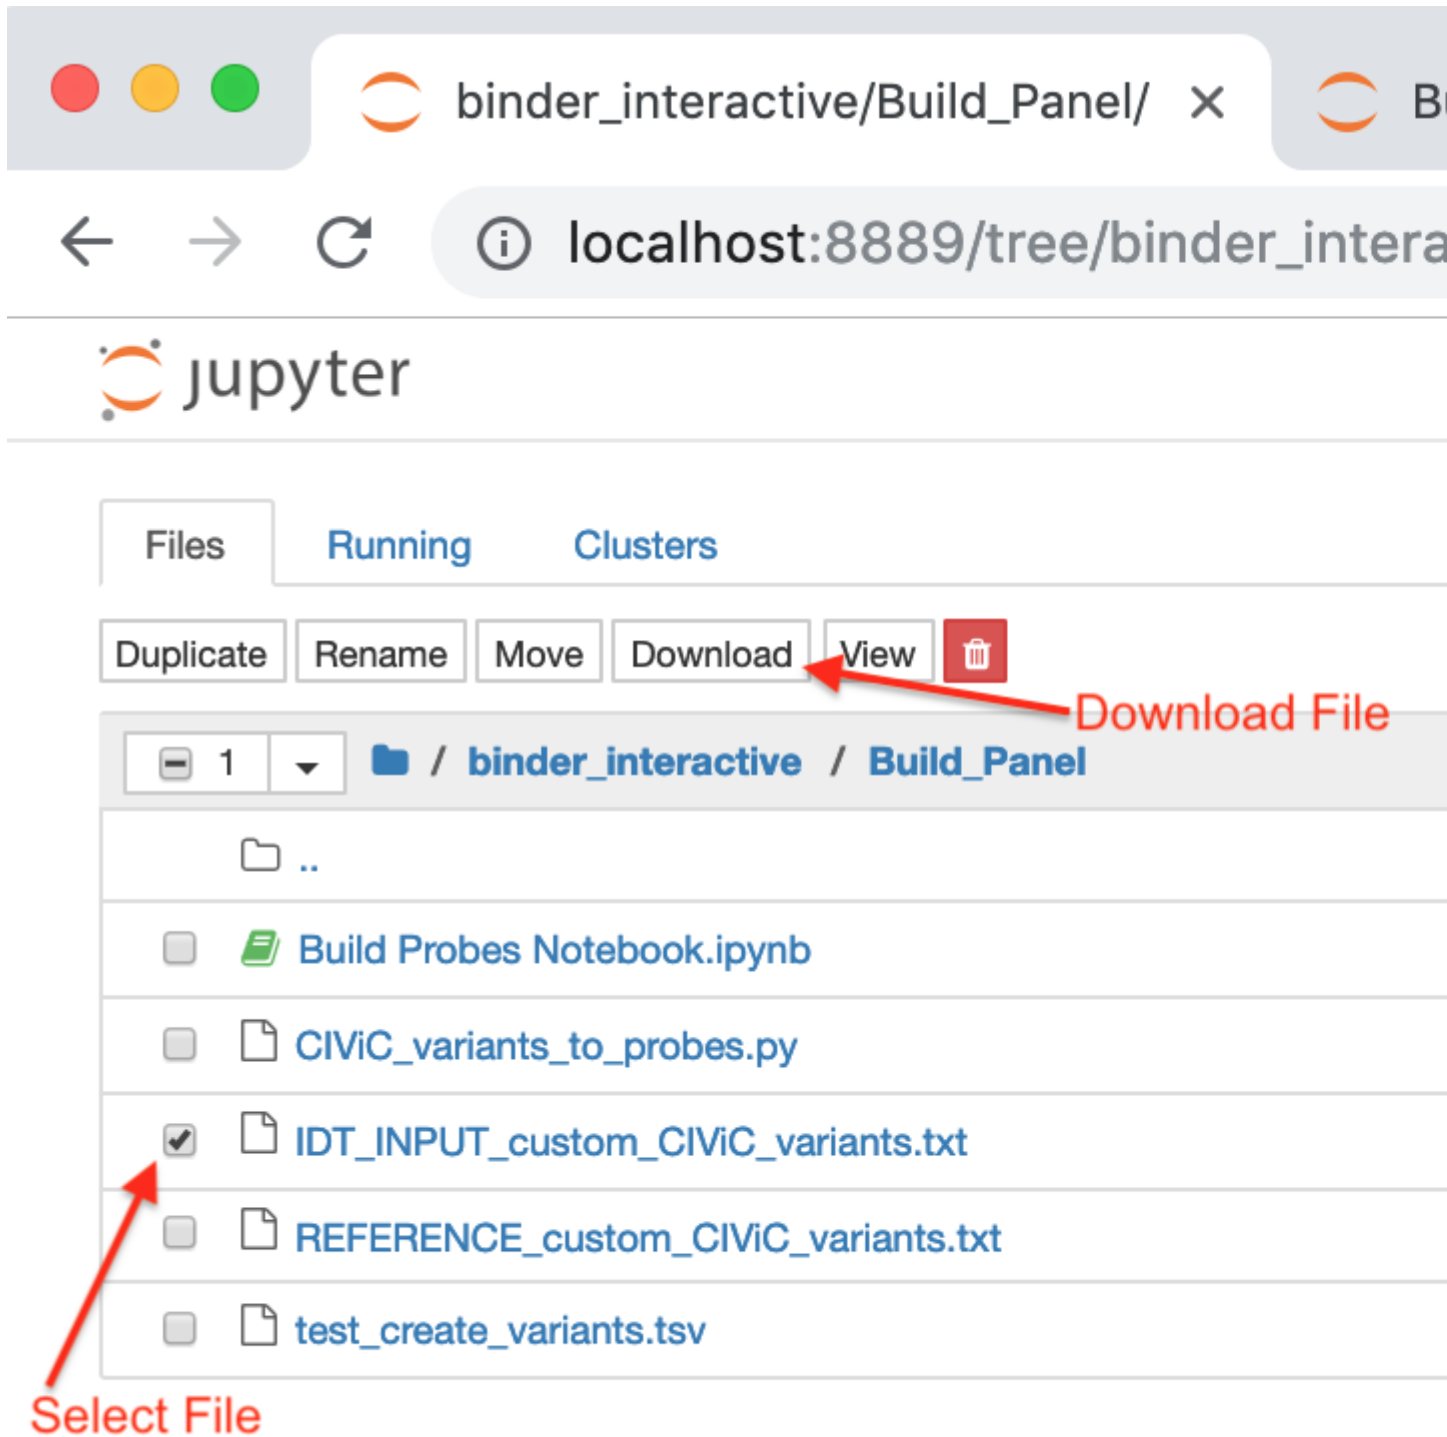 binder_interactive/Build_Panel/ ×
localhost:8889/tree/binder_intera
jupyter
Files Running Clusters
Duplicate Rename Move Download View
Download File
1 / binder_interactive / Build_Panel
..
Build Probes Notebook.ipynb
CIViC_variants_to_probes.py
IDT_INPUT_custom_CIViC_variants.txt
REFERENCE_custom_CIViC_variants.txt
test_create_variants.tsv
Select File